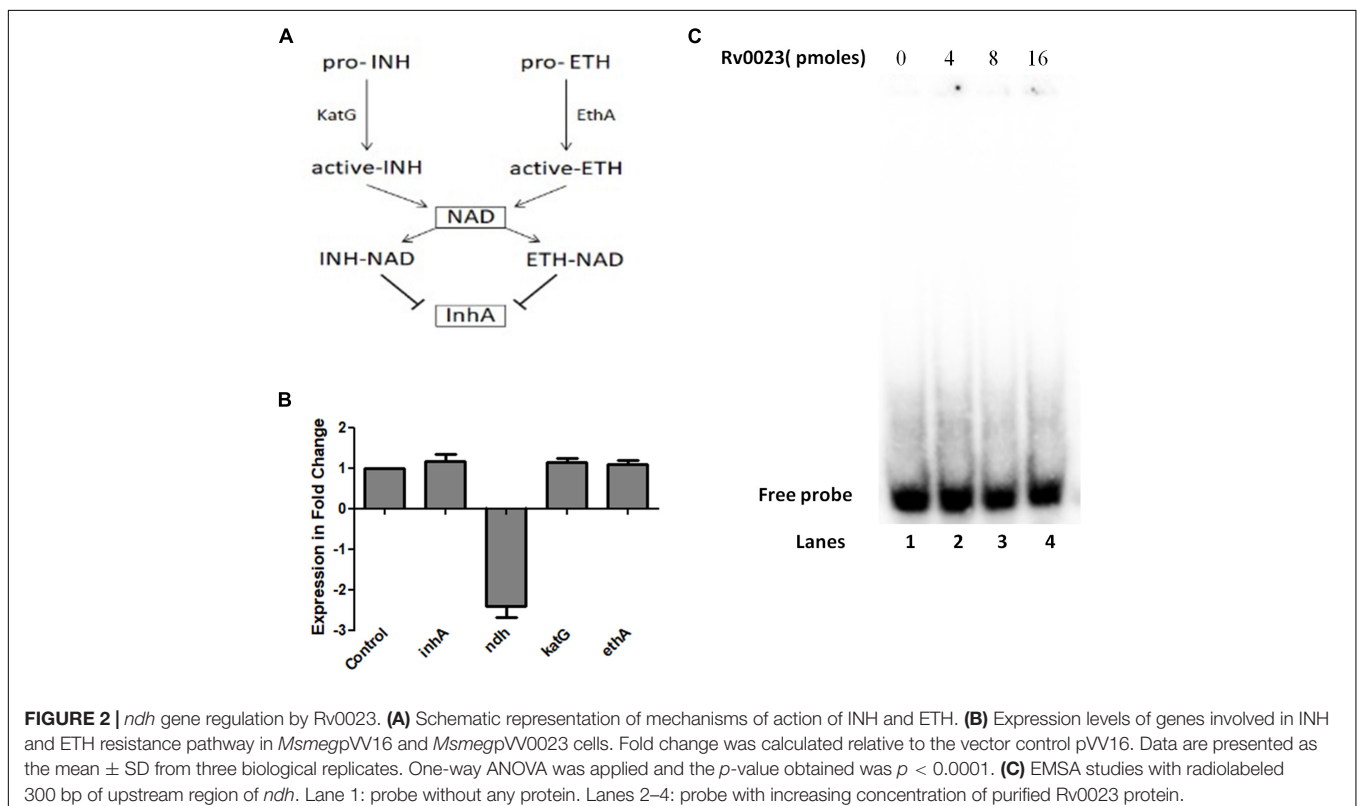 A
pro-INH pro-ETH
KatG EthA
active-INH active-ETH
NAD
INH-NAD ETH-NAD
InhA
B
Expression in Fold Change
2
1
0
-1
-2
-3
Control inhA ndh katG ethA
C
Rv0023( pmoles) 0 4 8 16
Free probe
Lanes 1 2 3 4
FIGURE 2 | ndh gene regulation by Rv0023. (A) Schematic representation of mechanisms of action of INH and ETH. (B) Expression levels of genes involved in INH
and ETH resistance pathway in MsmegpVV16 and MsmegpVV0023 cells. Fold change was calculated relative to the vector control pVV16. Data are presented as
the mean ± SD from three biological replicates. One-way ANOVA was applied and the p-value obtained was p < 0.0001. (C) EMSA studies with radiolabeled
300 bp of upstream region of ndh. Lane 1: probe without any protein. Lanes 2–4: probe with increasing concentration of purified Rv0023 protein.